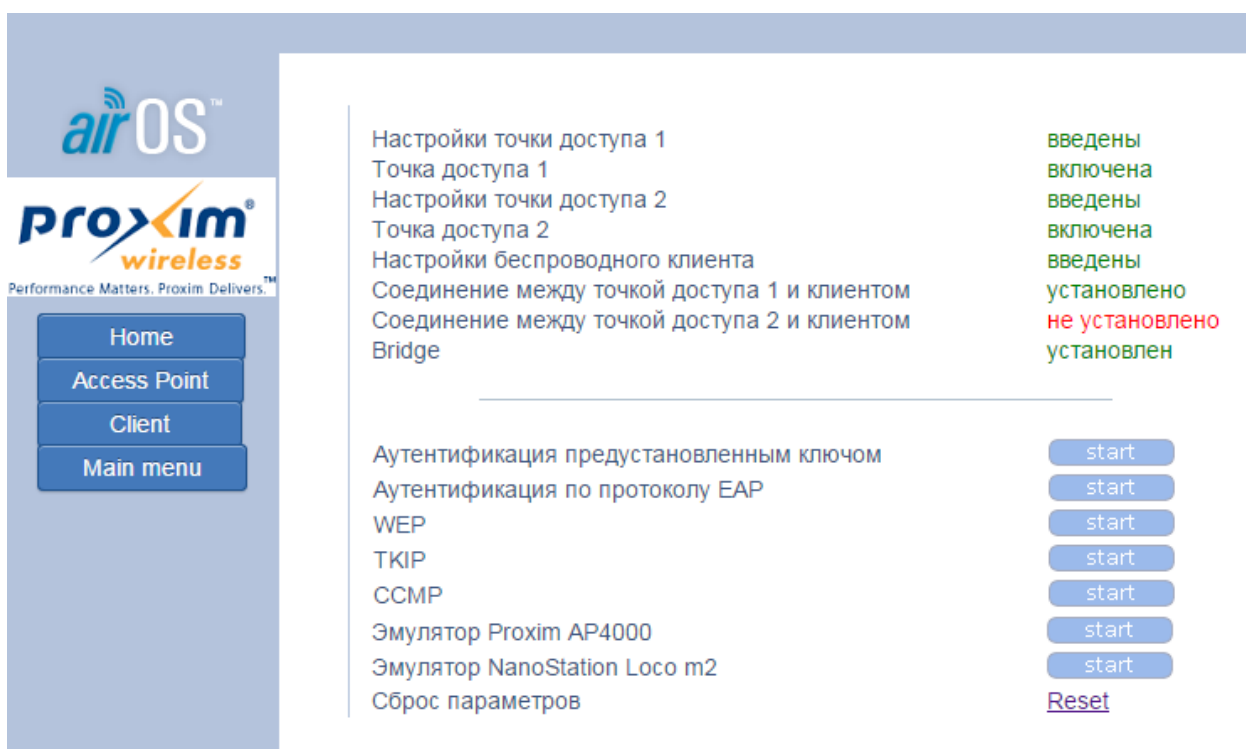 airOS™
proxim®
wireless
Performance Matters. Proxim Delivers.™
Home
Access Point
Client
Main menu
Настройки точки доступа 1 введены
Точка доступа 1 включена
Настройки точки доступа 2 введены
Точка доступа 2 включена
Настройки беспроводного клиента введены
Соединение между точкой доступа 1 и клиентом установлено
Соединение между точкой доступа 2 и клиентом не установлено
Bridge установлен
Аутентификация предустановленным ключом start
Аутентификация по протоколу EAP start
WEP start
TKIP start
CCMP start
Эмулятор Proxim AP4000 start
Эмулятор NanoStation Loco m2 start
Сброс параметров Reset